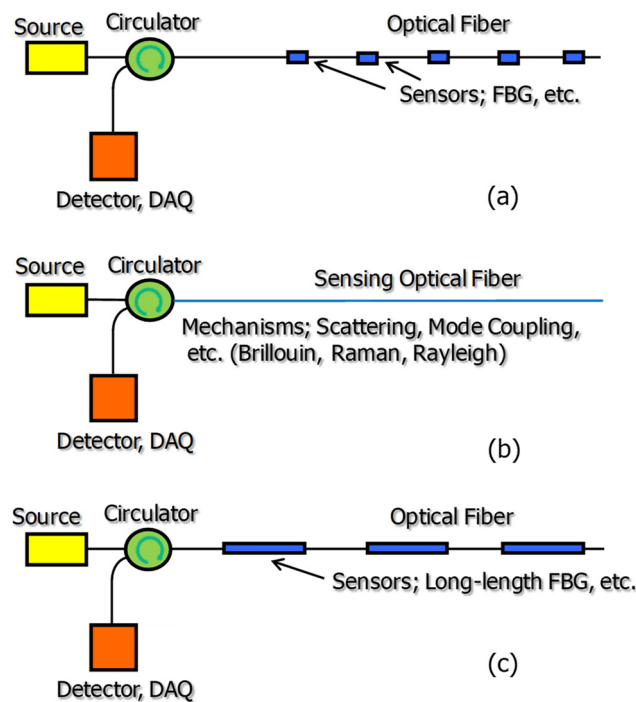 Source
Circulator
Optical Fiber
Sensors; FBG, etc.
Detector, DAQ
(a)
Source
Circulator
Sensing Optical Fiber
Mechanisms; Scattering, Mode Coupling,
etc. (Brillouin, Raman, Rayleigh)
Detector, DAQ
(b)
Source
Circulator
Optical Fiber
Sensors; Long-length FBG, etc.
Detector, DAQ
(c)